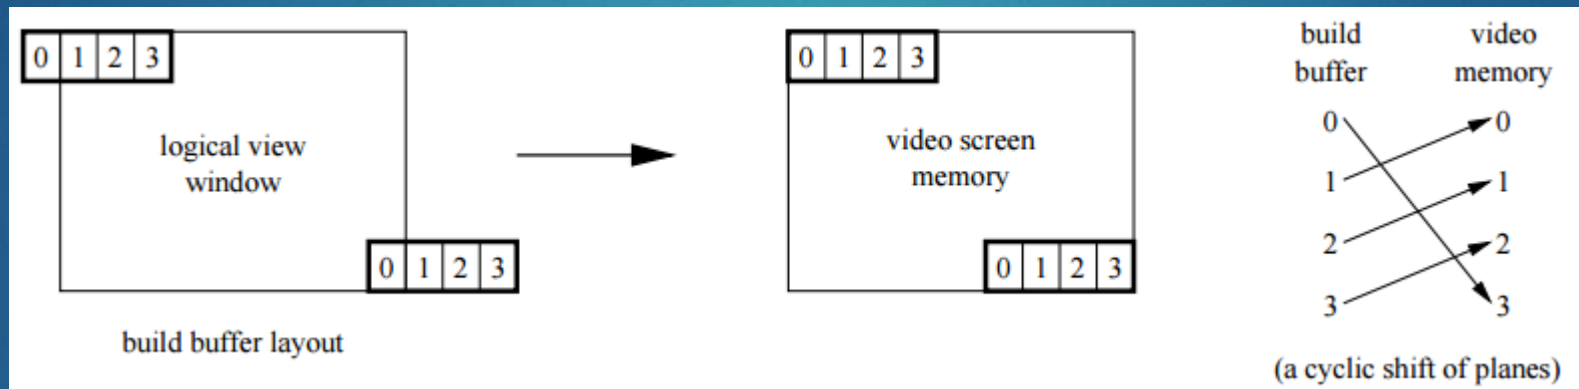 0 1 2 3
logical view
window
0 1 2 3
build buffer layout
0 1 2 3
video screen
memory
0 1 2 3
build
buffer
video
memory
0 0
1 1
2 2
3 3
(a cyclic shift of planes)